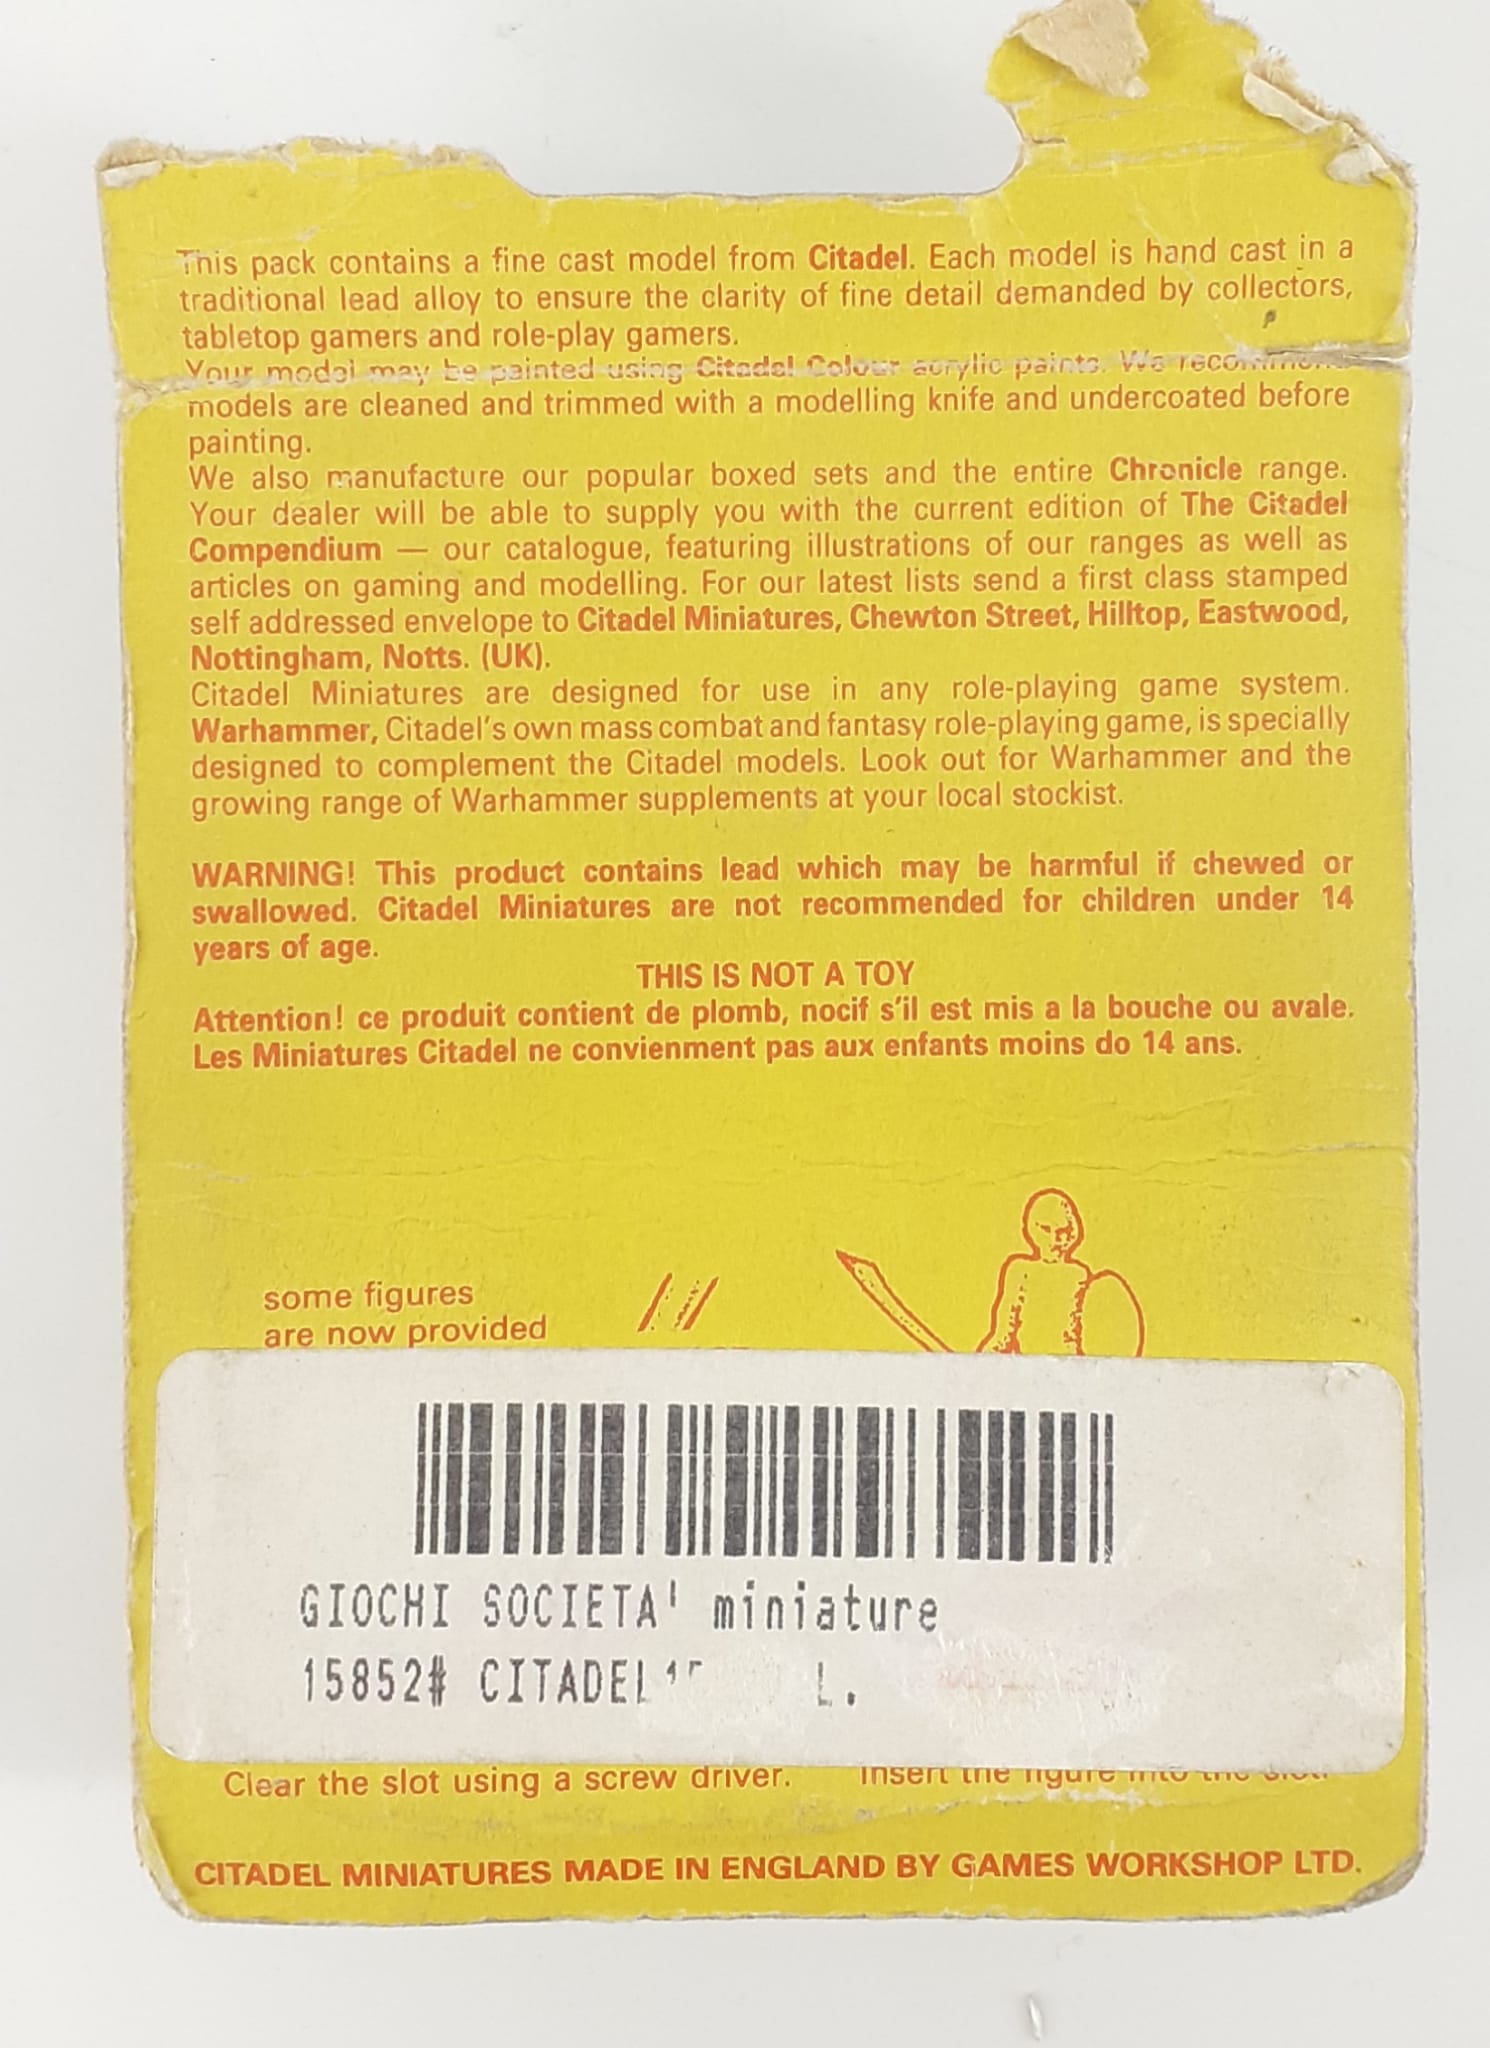 This pack contains a fine cast model from Citadel. Each model is hand cast in a
traditional lead alloy to ensure the clarity of fine detail demanded by collectors,
tabletop gamers and role-play gamers.
Your model may be painted using Citadel Colour acrylic paints. We recommend
models are cleaned and trimmed with a modelling knife and undercoated before
painting.
We also manufacture our popular boxed sets and the entire Chronicle range.
Your dealer will be able to supply you with the current edition of The Citadel
Compendium — our catalogue, featuring illustrations of our ranges as well as
articles on gaming and modelling. For our latest lists send a first class stamped
self addressed envelope to Citadel Miniatures, Chewton Street, Hilltop, Eastwood,
Nottingham, Notts. (UK).
Citadel Miniatures are designed for use in any role-playing game system.
Warhammer, Citadel's own mass combat and fantasy role-playing game, is specially
designed to complement the Citadel models. Look out for Warhammer and the
growing range of Warhammer supplements at your local stockist.
WARNING! This product contains lead which may be harmful if chewed or
swallowed. Citadel Miniatures are not recommended for children under 14
years of age.
THIS IS NOT A TOY
Attention! ce produit contient de plomb, nocif s'il est mis a la bouche ou avale.
Les Miniatures Citadel ne convienment pas aux enfants moins do 14 ans.
some figures
are now provided
GIOCHI SOCIETA' miniature
15852# CITADEL L.
Clear the slot using a screw driver. Insert the figure into the slot.
CITADEL MINIATURES MADE IN ENGLAND BY GAMES WORKSHOP LTD.